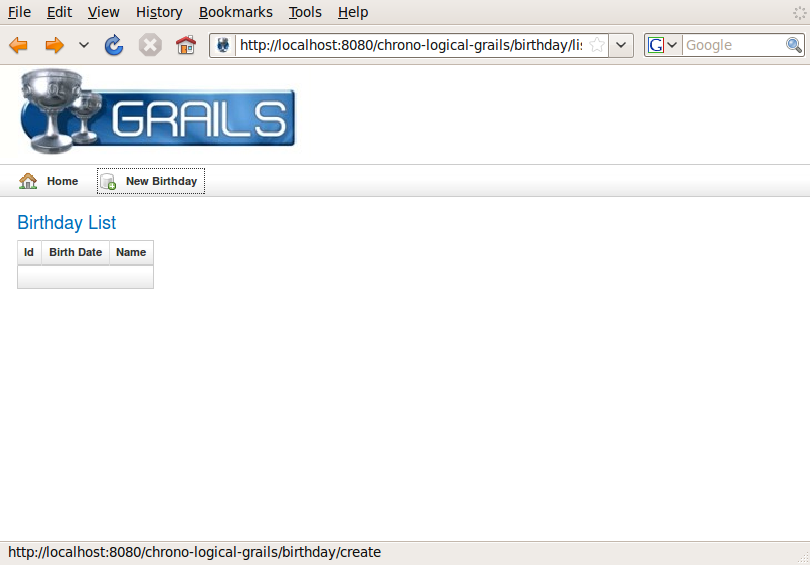 File Edit View History Bookmarks Tools Help
http://localhost:8080/chrono-logical-grails/birthday/li
G Google
GRAILS
Home New Birthday
Birthday List
Id Birth Date Name
http://localhost:8080/chrono-logical-grails/birthday/create